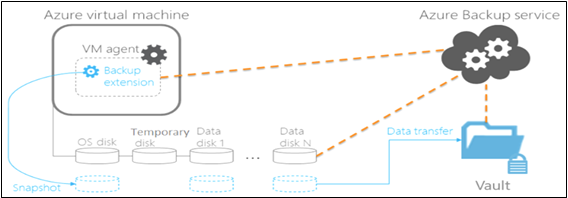 Azure virtual machine
Azure Backup service
VM agent
Backup
extension
OS disk
Temporary
disk
Data
disk 1
...
Data
disk N
Data transfer
Snapshot
Vault